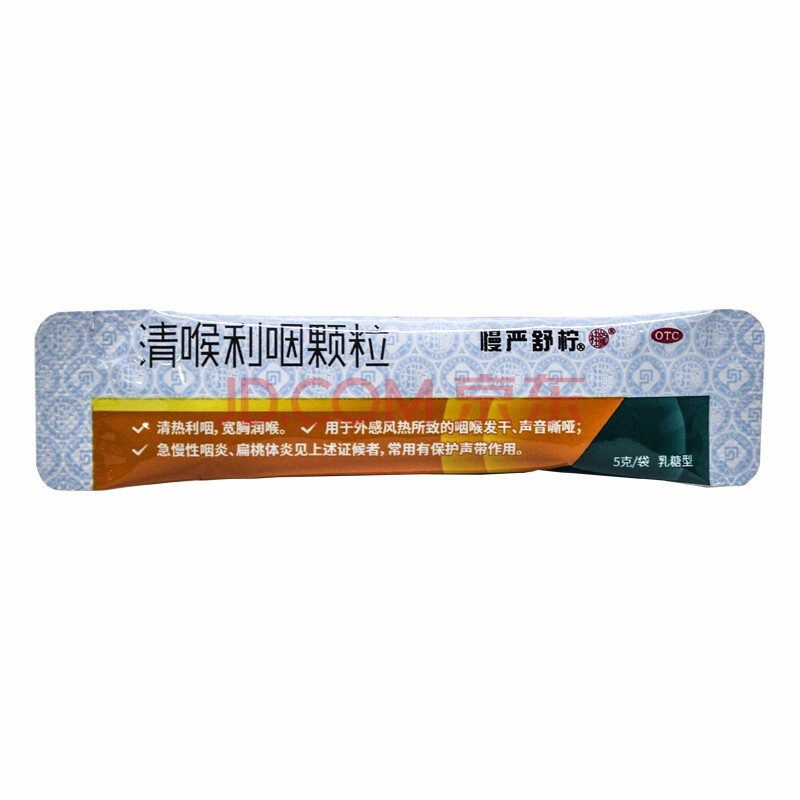 清喉利咽颗粒
慢严舒柠®
®
OTC
JD.COM 京东
清热利咽,宽胸润喉。 用于外感风热所致的咽喉发干、声音嘶哑;
急慢性咽炎、扁桃体炎见上述证候者,常用有保护声带作用。
5克/袋 乳糖型